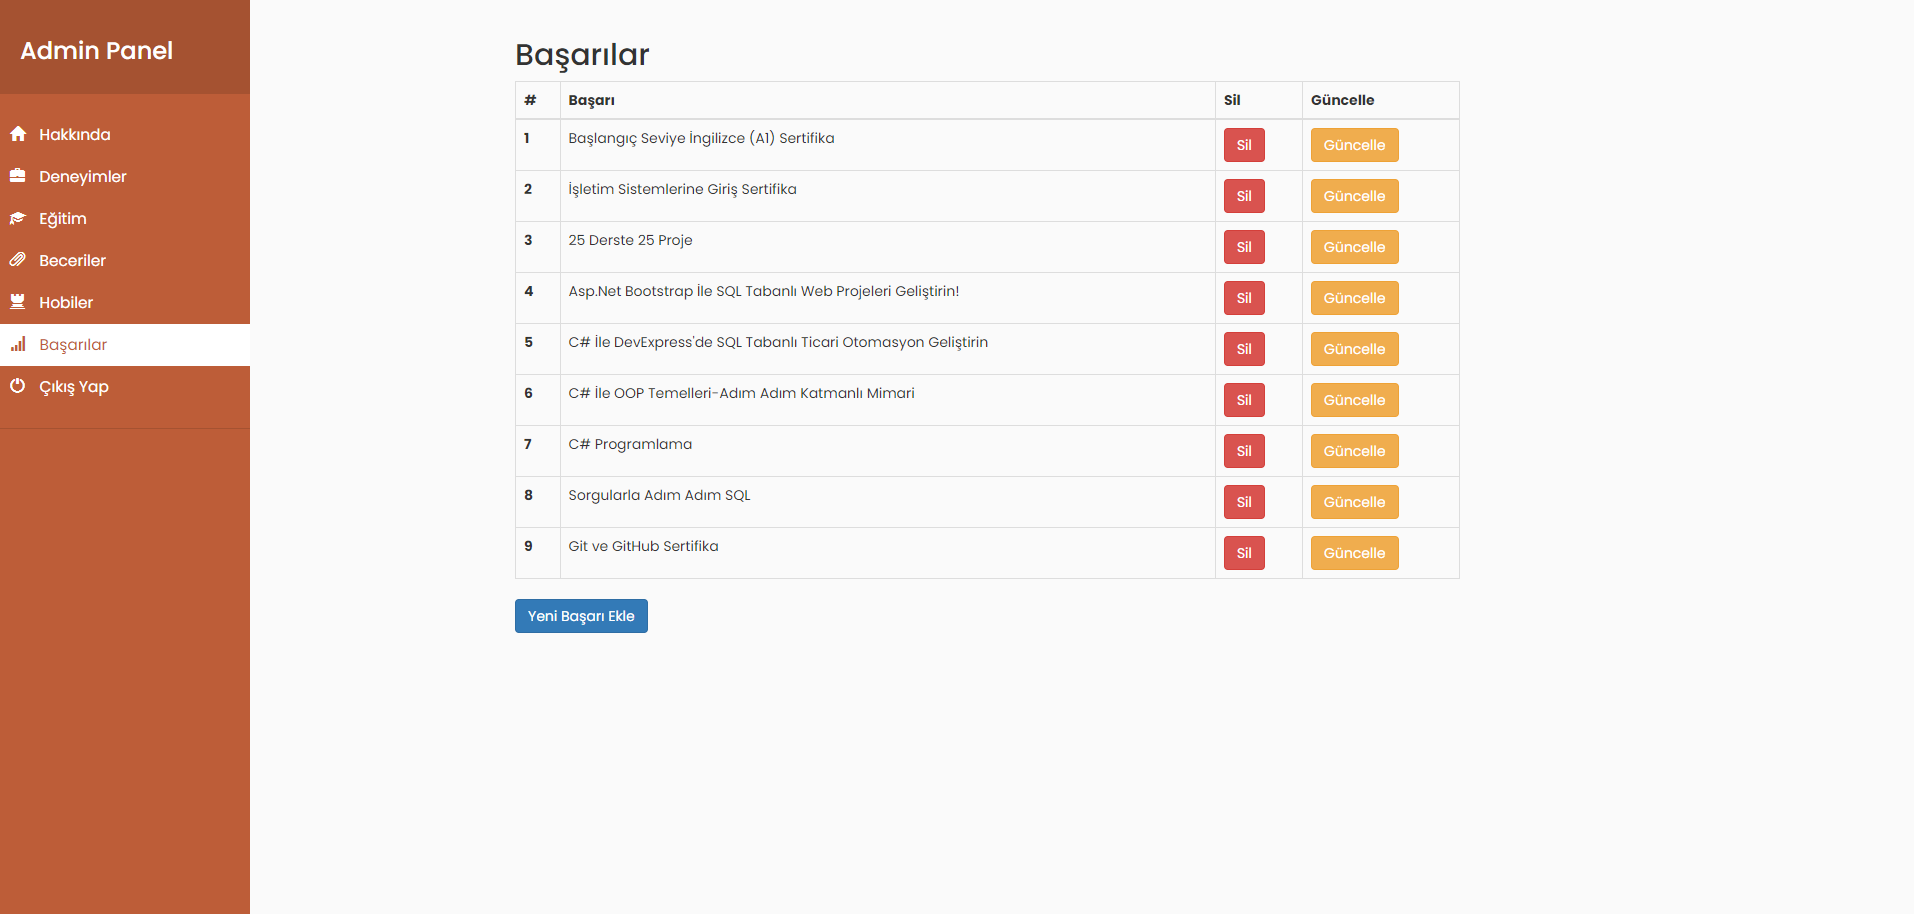 Admin Panel
Hakkında
Deneyimler
Eğitim
Beceriler
Hobiler
Başarılar
Çıkış Yap
Başarılar
# Başarı Sil Güncelle
1 Başlangıç Seviye İngilizce (A1) Sertifika Sil Güncelle
2 İşletim Sistemlerine Giriş Sertifika Sil Güncelle
3 25 Derste 25 Proje Sil Güncelle
4 Asp.Net Bootstrap İle SQL Tabanlı Web Projeleri Geliştirin! Sil Güncelle
5 C# İle DevExpress'de SQL Tabanlı Ticari Otomasyon Geliştirin Sil Güncelle
6 C# İle OOP Temelleri-Adım Adım Katmanlı Mimari Sil Güncelle
7 C# Programlama Sil Güncelle
8 Sorgularla Adım Adım SQL Sil Güncelle
9 Git ve GitHub Sertifika Sil Güncelle
Yeni Başarı Ekle